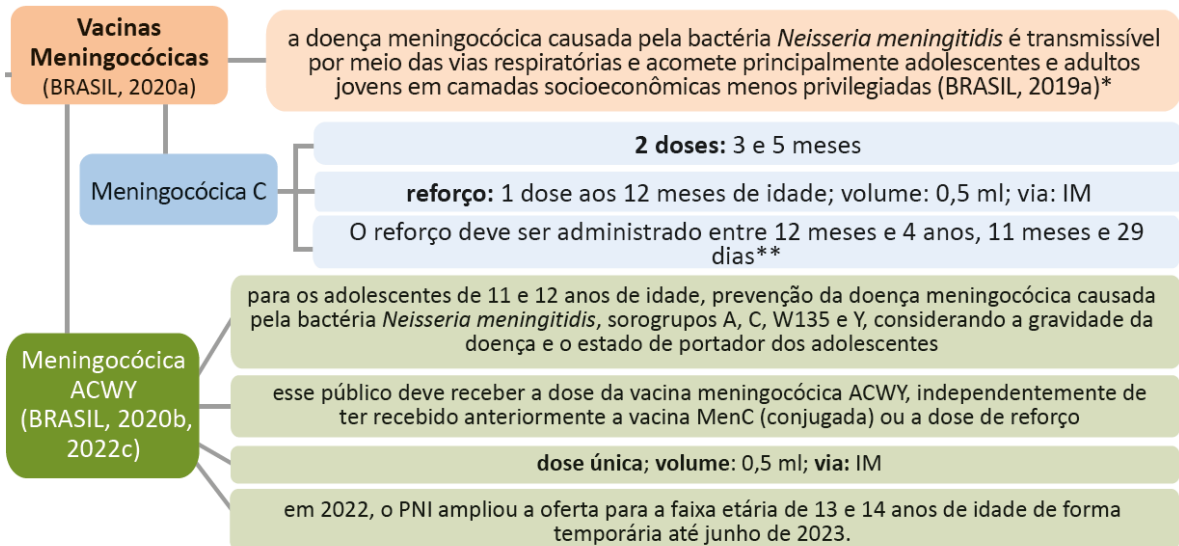 Vacinas
Meningocócicas
(BRASIL, 2020a)
a doença meningocócica causada pela bactéria Neisseria meningitidis é transmissível
por meio das vias respiratórias e acomete principalmente adolescentes e adultos
jovens em camadas socioeconômicas menos privilegiadas (BRASIL, 2019a)*
Meningocócica C
2 doses: 3 e 5 meses
reforço: 1 dose aos 12 meses de idade; volume: 0,5 ml; via: IM
O reforço deve ser administrado entre 12 meses e 4 anos, 11 meses e 29
dias**
Meningocócica
ACWY
(BRASIL, 2020b,
2022c)
para os adolescentes de 11 e 12 anos de idade, prevenção da doença meningocócica causada
pela bactéria Neisseria meningitidis, sorogrupos A, C, W135 e Y, considerando a gravidade da
doença e o estado de portador dos adolescentes
esse público deve receber a dose da vacina meningocócica ACWY, independentemente de
ter recebido anteriormente a vacina MenC (conjugada) ou a dose de reforço
dose única; volume: 0,5 ml; via: IM
em 2022, o PNI ampliou a oferta para a faixa etária de 13 e 14 anos de idade de forma
temporária até junho de 2023.